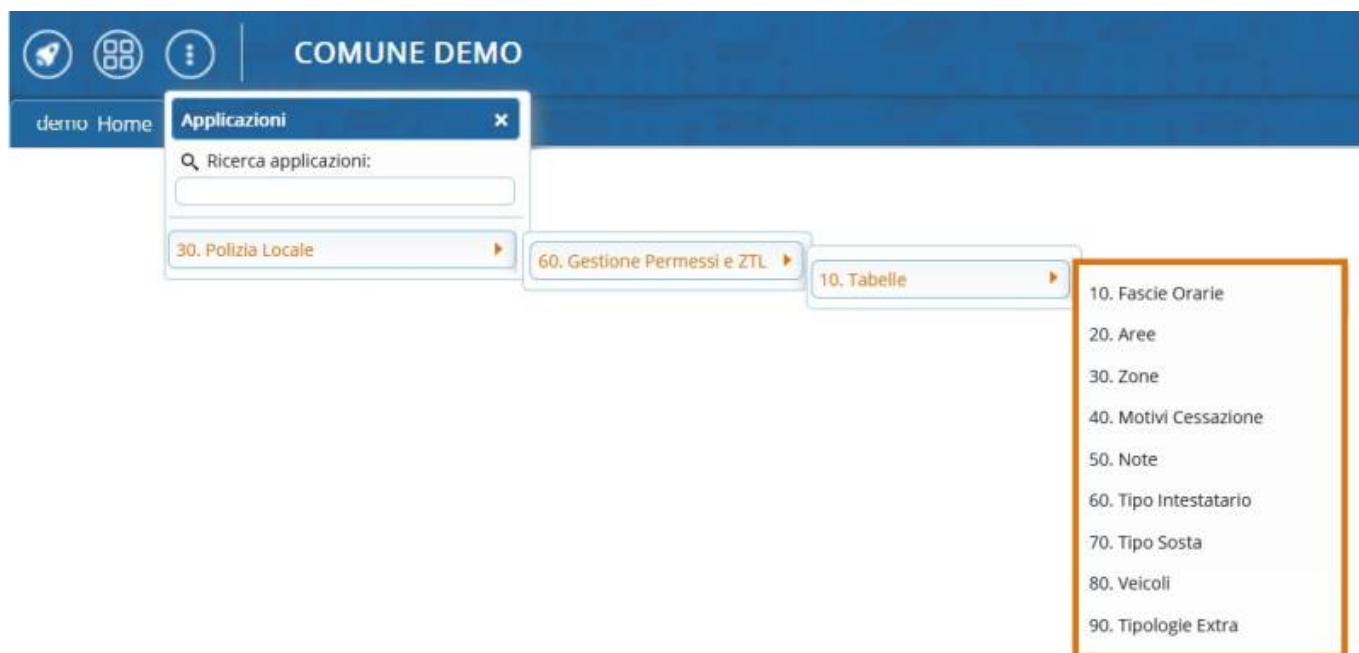 COMUNE DEMO
demo Home
Applicazioni
Ricerca applicazioni:
30. Polizia Locale
60. Gestione Permessi e ZTL
10. Tabelle
10. Fascie Orarie
20. Aree
30. Zone
40. Motivi Cessazione
50. Note
60. Tipo Intestatario
70. Tipo Sosta
80. Veicoli
90. Tipologie Extra